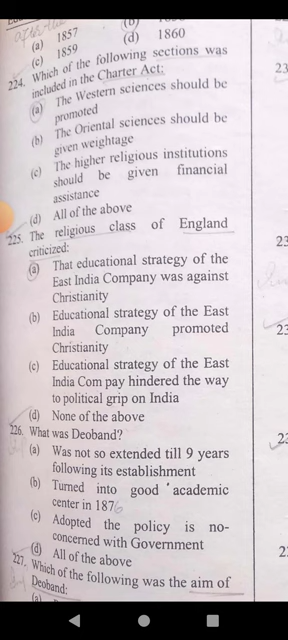 (b)
(a) 1857
(d) 1860
(c) 1859
224. Which of the following sections was
included in the Charter Act:
(a) The Western sciences should be
promoted
(b) The Oriental sciences should be
given weightage
(c) The higher religious institutions
should be given financial
assistance
(d) All of the above
225. The religious class of England
criticized:
(a) That educational strategy of the
East India Company was against
Christianity
(b) Educational strategy of the East
India Company promoted
Christianity
(c) Educational strategy of the East
India Com pay hindered the way
to political grip on India
(d) None of the above
226. What was Deoband?
(a) Was not so extended till 9 years
following its establishment
(b) Turned into good academic
center in 1876
(c) Adopted the policy is no-
concerned with Government
(d) All of the above
227. Which of the following was the aim of
Deoband:
(a)
23
23
23
23